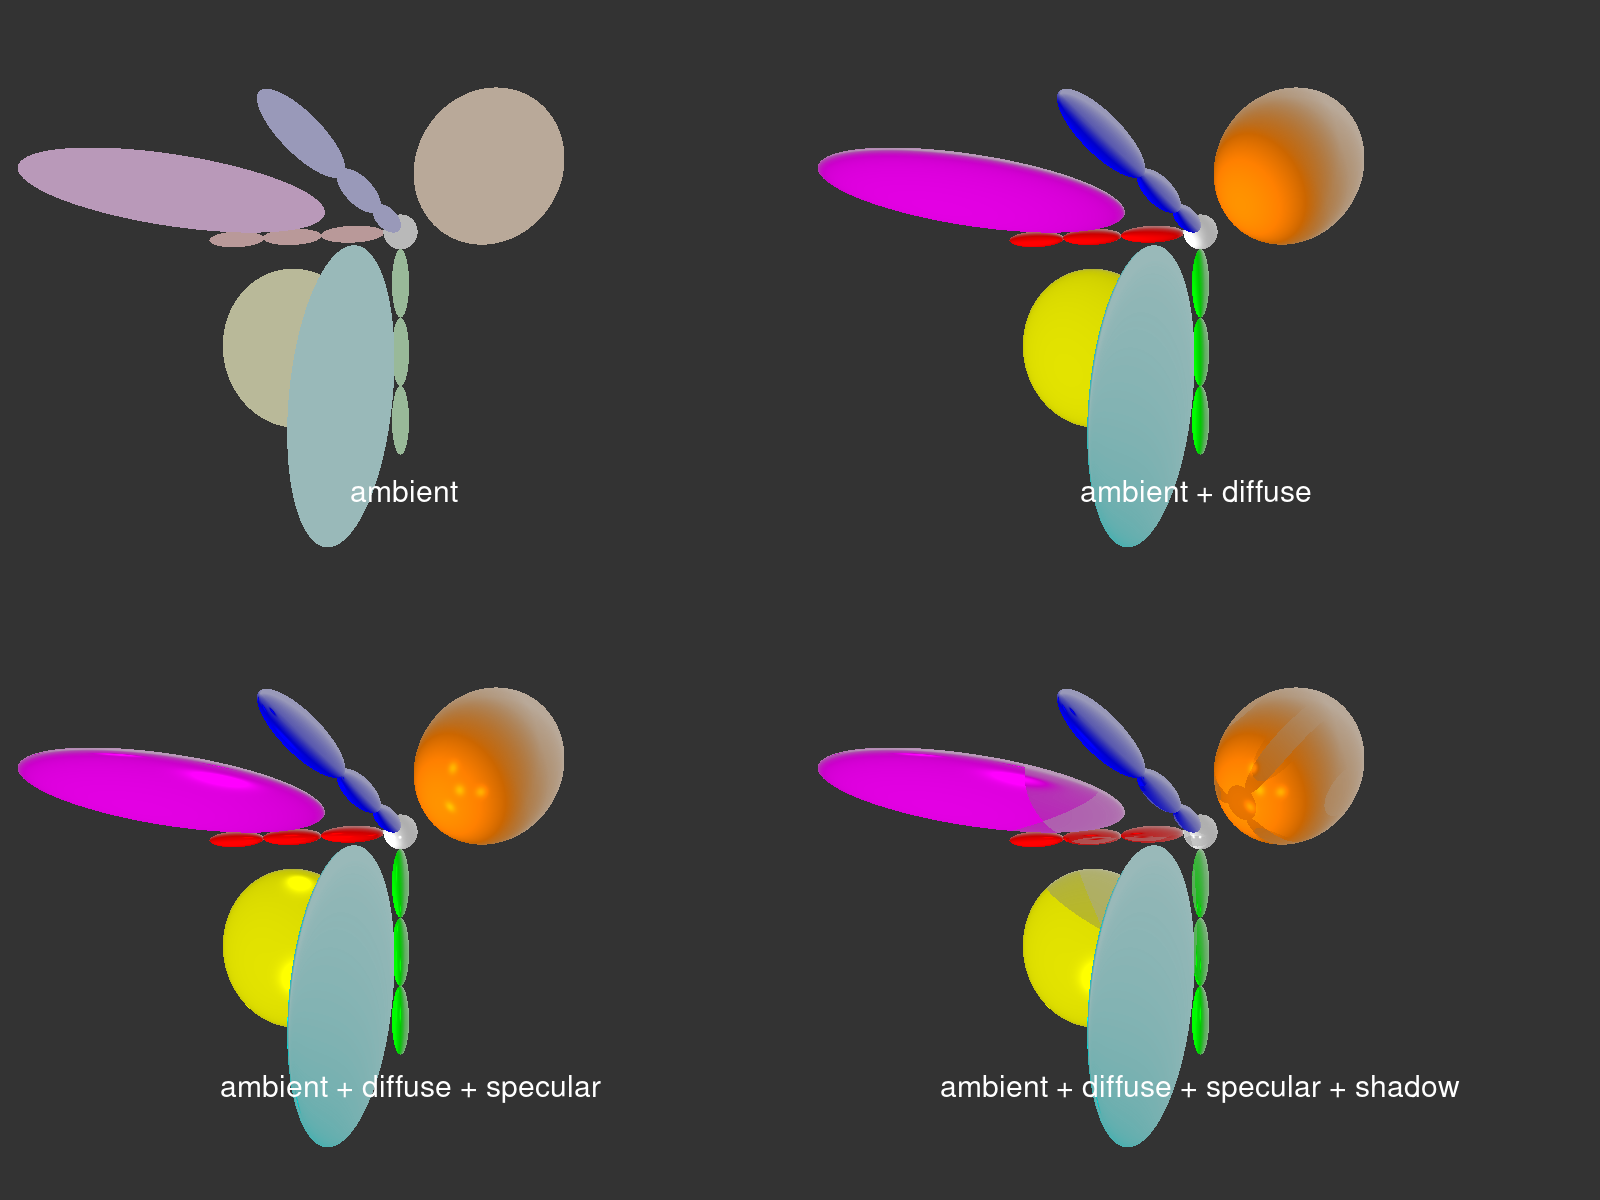 ambient
ambient + diffuse
ambient + diffuse + specular
ambient + diffuse + specular + shadow